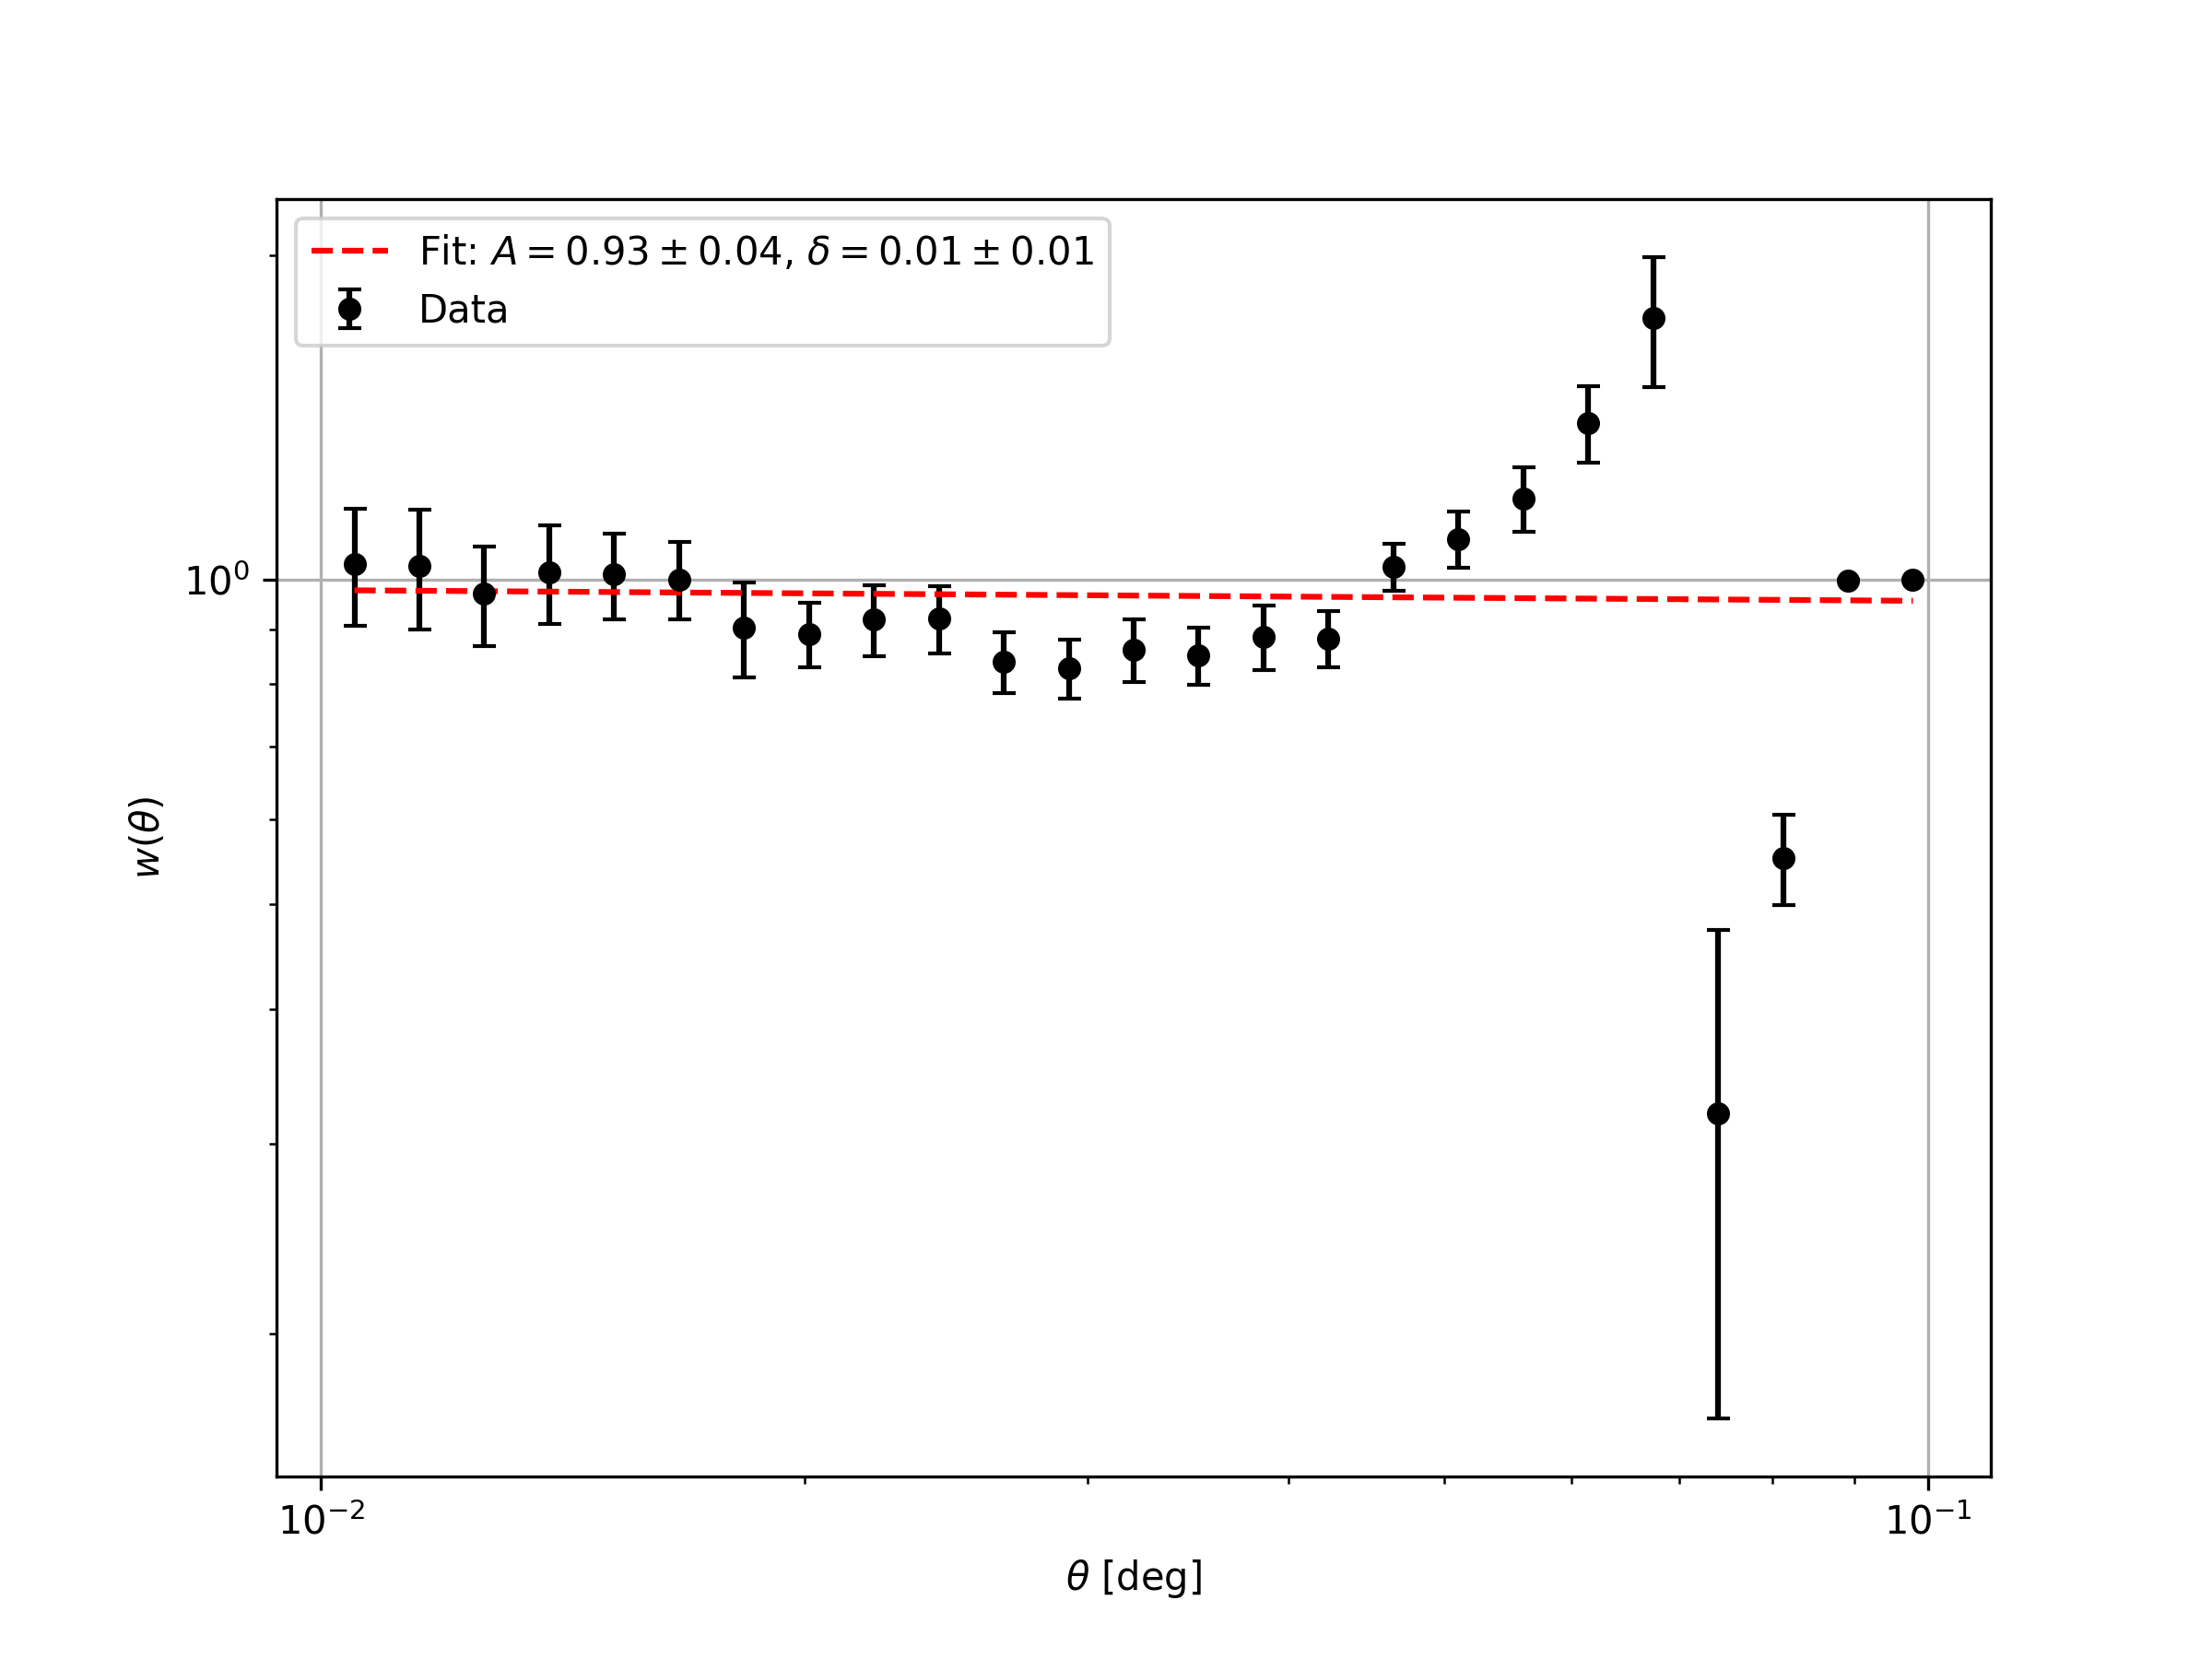 Fit: A = 0.93 ± 0.04, δ = 0.01 ± 0.01
Data
10⁰
w(θ)
10⁻²
10⁻¹
θ [deg]